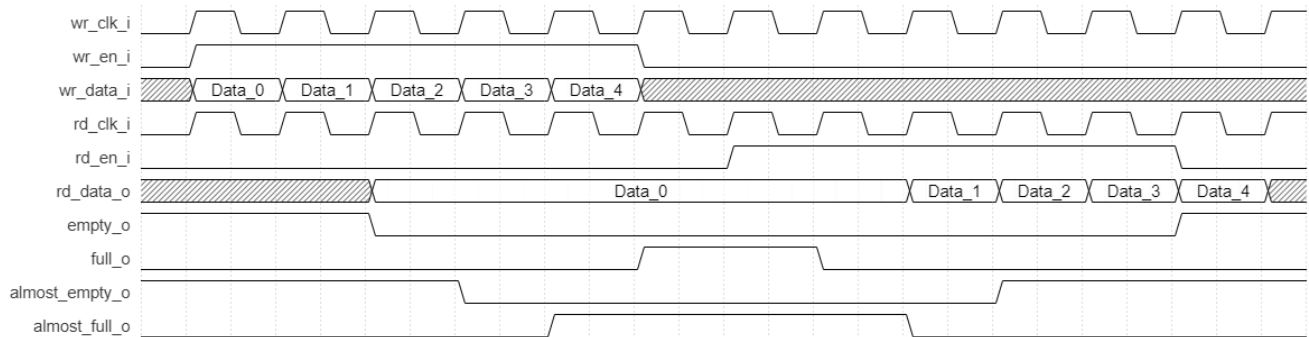 wr_clk_i
wr_en_i
wr_data_i Data_0 Data_1 Data_2 Data_3 Data_4
rd_clk_i
rd_en_i
rd_data_o Data_0 Data_1 Data_2 Data_3 Data_4
empty_o
full_o
almost_empty_o
almost_full_o